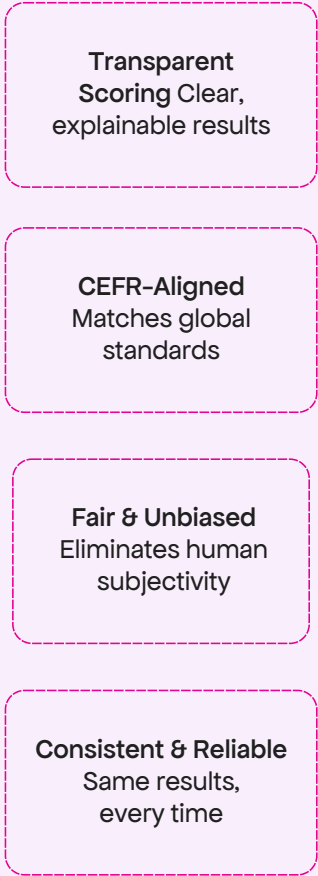 Transparent
Scoring Clear,
explainable results
CEFR-Aligned
Matches global
standards
Fair & Unbiased
Eliminates human
subjectivity
Consistent & Reliable
Same results,
every time